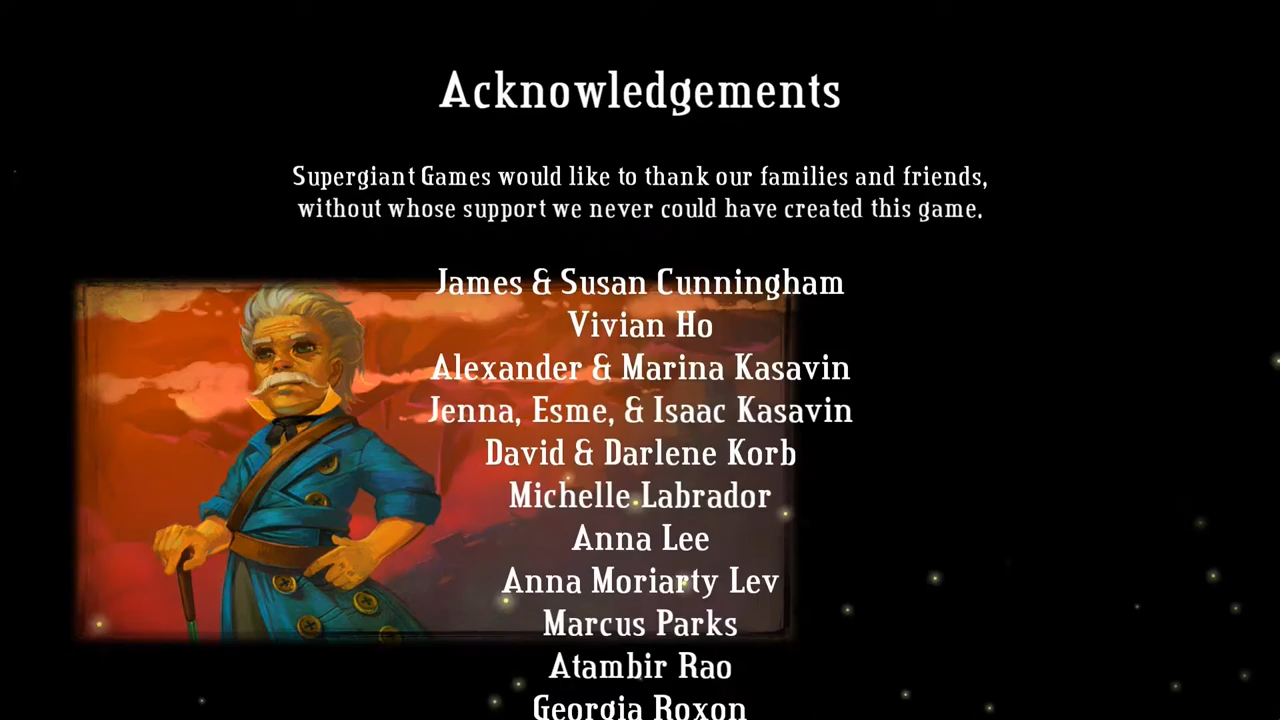 Acknowledgements
Supergiant Games would like to thank our families and friends,
without whose support we never could have created this game.
James & Susan Cunningham
Vivian Ho
Alexander & Marina Kasavin
Jenna, Esme, & Isaac Kasavin
David & Darlene Korb
Michelle Labrador
Anna Lee
Anna Moriarty Lev
Marcus Parks
Atambir Rao
Georgia Roxon